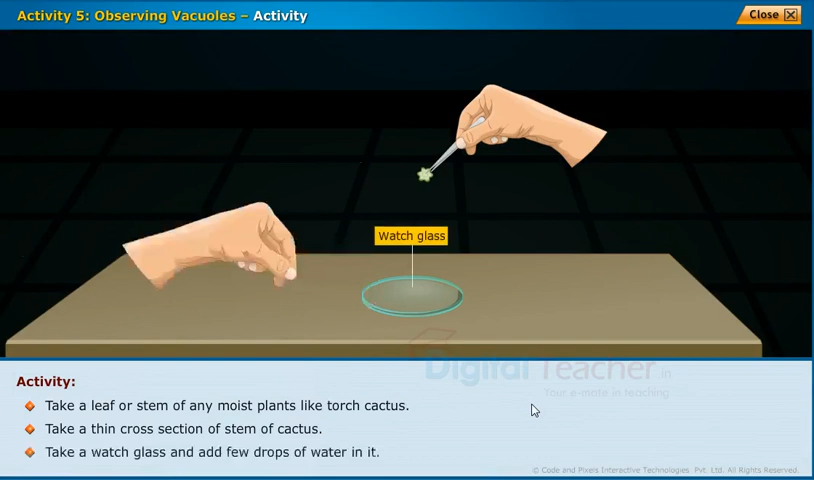 Activity 5: Observing Vacuoles – Activity
Close
Watch glass
Digital Teacher.in
Your e-mate in teaching
Activity:
Take a leaf or stem of any moist plants like torch cactus.
Take a thin cross section of stem of cactus.
Take a watch glass and add few drops of water in it.
© Code and Pixels Interactive Technologies Pvt. Ltd. All Rights Reserved.